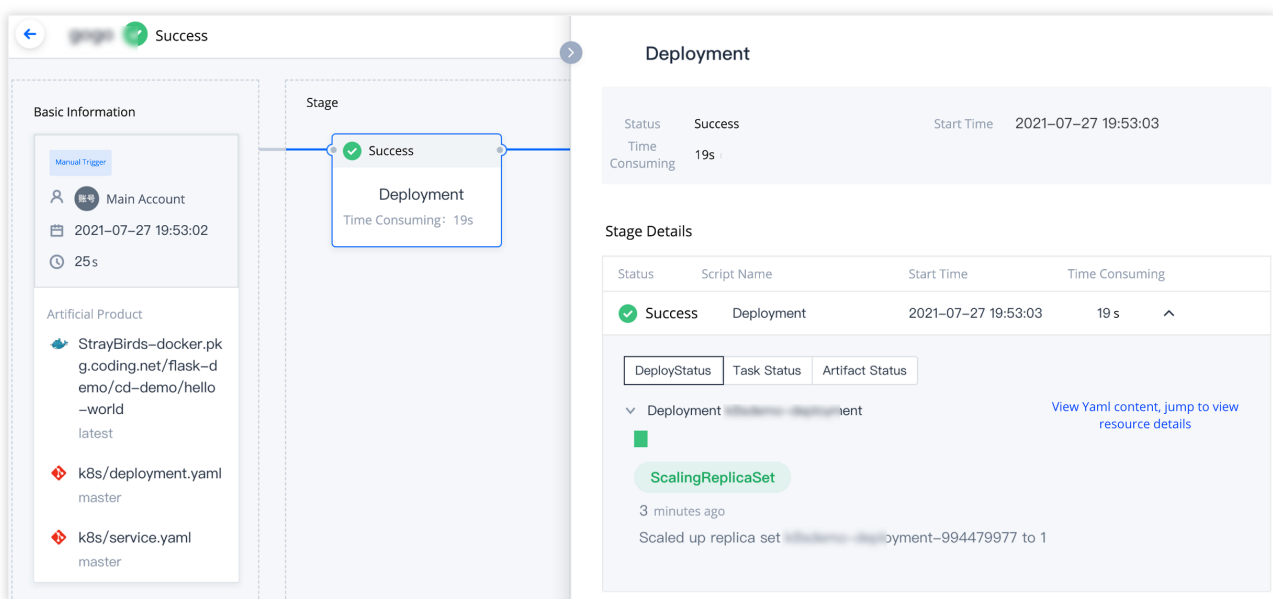 Success
Basic Information
Manual Trigger
账号 Main Account
2021-07-27 19:53:02
25s
Artificial Product
StrayBirds-docker.pk
g.coding.net/flask-d
emo/cd-demo/hello
-world
latest
k8s/deployment.yaml
master
k8s/service.yaml
master
Stage
Success
Deployment
Time Consuming: 19s
Deployment
Status Success Start Time 2021-07-27 19:53:03
Time
Consuming 19s
Stage Details
Status Script Name Start Time Time Consuming
Success Deployment 2021-07-27 19:53:03 19 s
DeployStatus Task Status Artifact Status
Deployment
View Yaml content, jump to view
resource details
ScalingReplicaSet
3 minutes ago
Scaled up replica set oyment-994479977 to 1